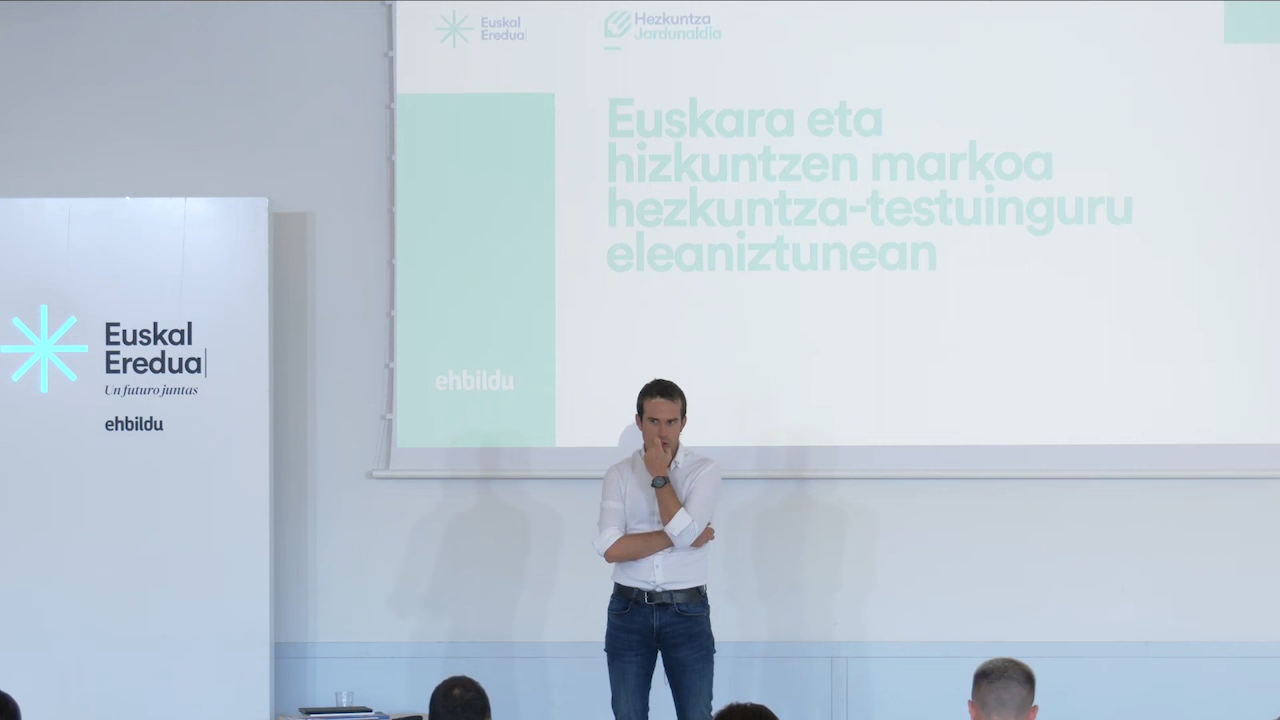 Euskal
Eredua
Hezkuntza
Jardunaldia
Euskara eta
hizkuntzen markoa
hezkuntza-testuinguru
eleaniztunean
ehbildu
Euskal
Eredua
Un futuro juntas
ehbildu